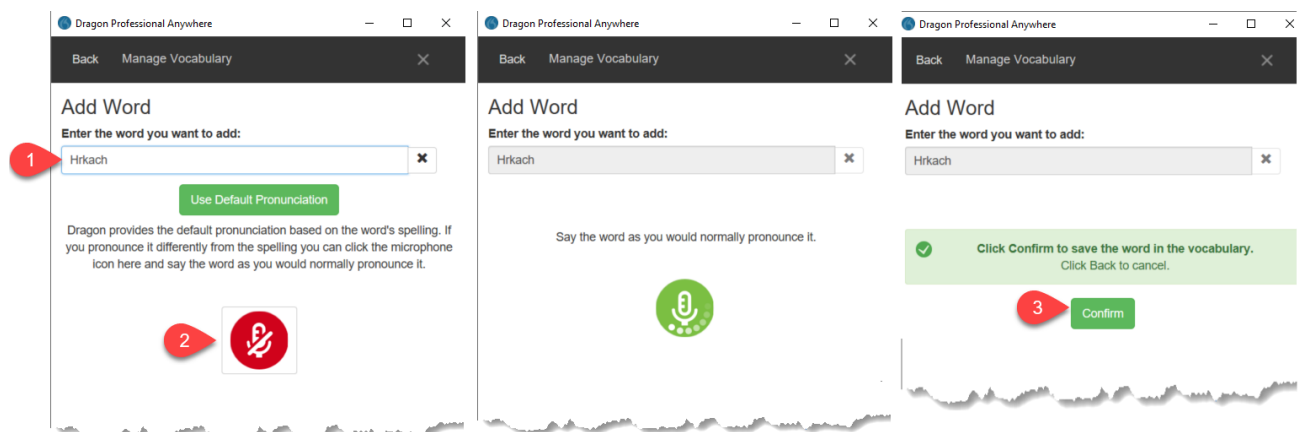 Dragon Professional Anywhere
Back Manage Vocabulary
Add Word
Enter the word you want to add:
1
Hrkach
Use Default Pronunciation
Dragon provides the default pronunciation based on the word's spelling. If
you pronounce it differently from the spelling you can click the microphone
icon here and say the word as you would normally pronounce it.
2
Dragon Professional Anywhere
Back Manage Vocabulary
Add Word
Enter the word you want to add:
Hrkach
Say the word as you would normally pronounce it.
Dragon Professional Anywhere
Back Manage Vocabulary
Add Word
Enter the word you want to add:
Hrkach
Click Confirm to save the word in the vocabulary.
Click Back to cancel.
3
Confirm